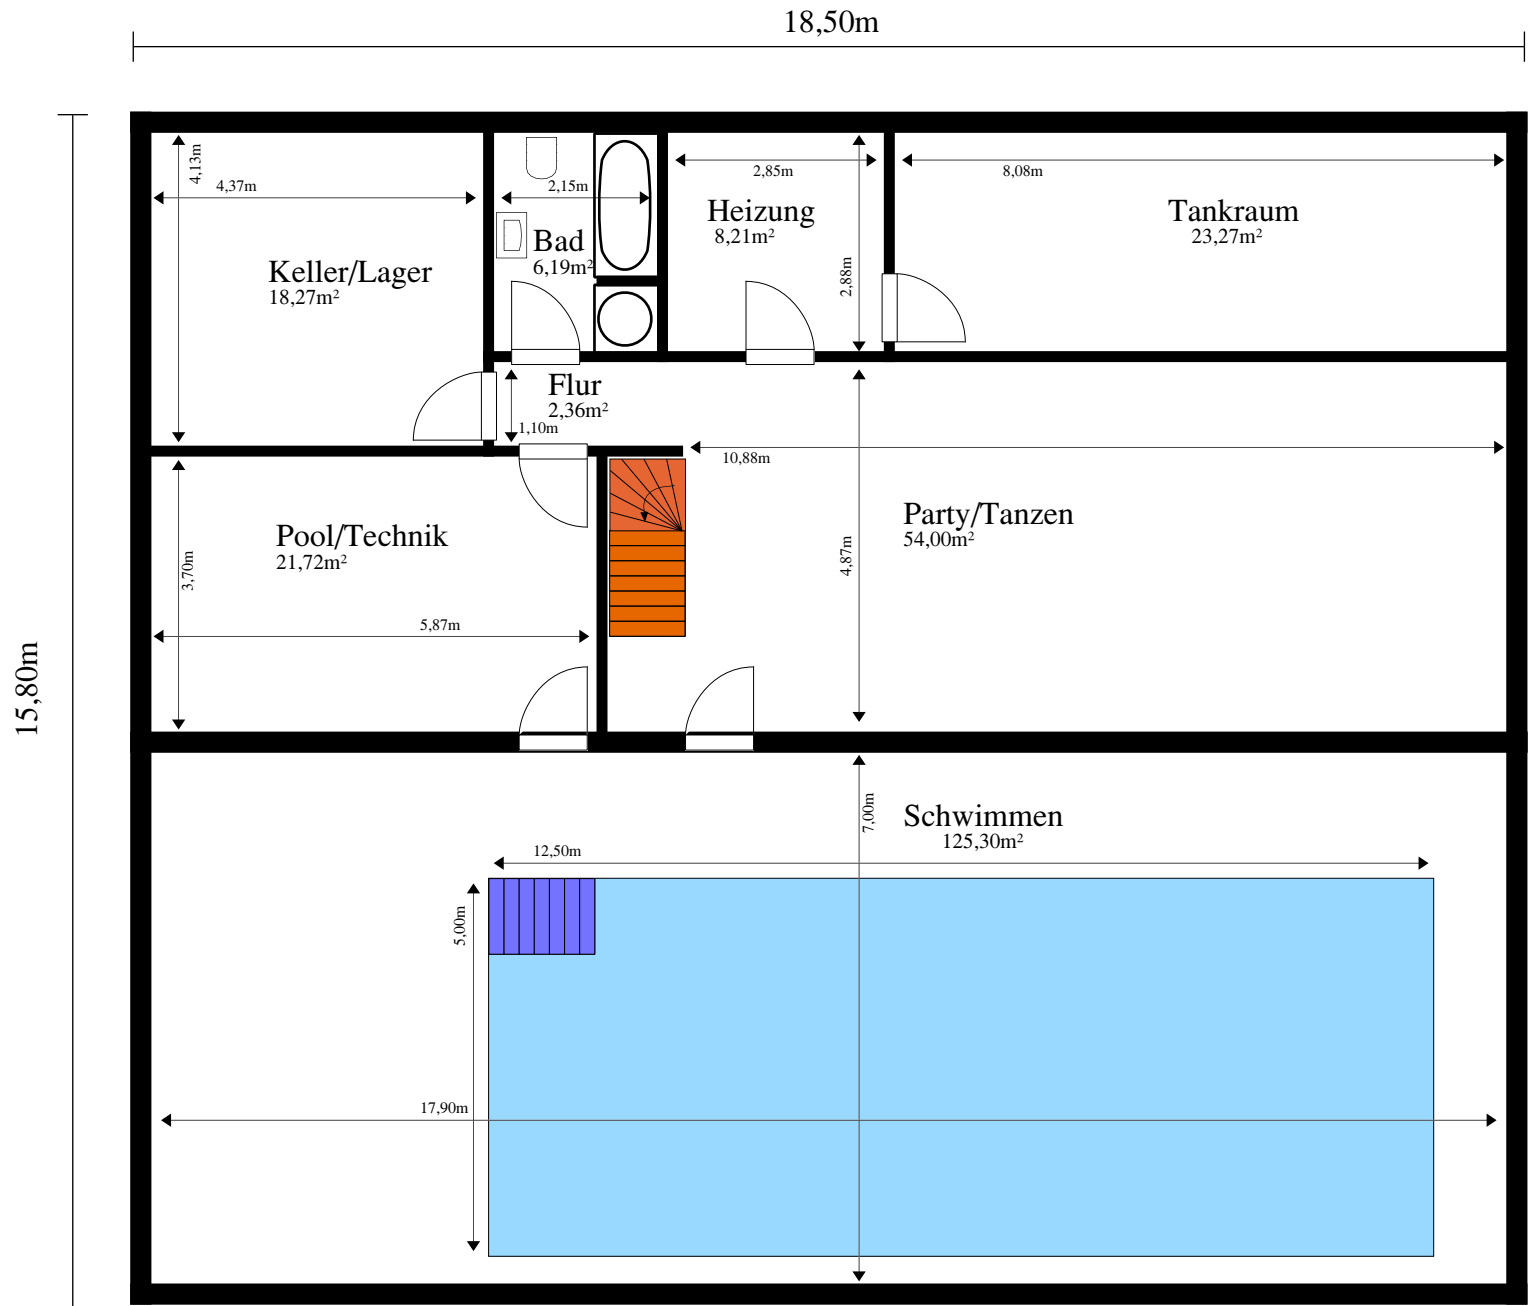 18,50m
4,13m
4,37m
2,15m
2,85m
8,08m
Heizung
8,21m²
Tankraum
23,27m²
Bad
6,19m²
Keller/Lager
18,27m²
2,88m
Flur
2,36m²
1,10m
10,88m
Party/Tanzen
54,00m²
Pool/Technik
21,72m²
3,70m
4,87m
5,87m
15,80m
7,00m
Schwimmen
125,30m²
12,50m
5,00m
17,90m